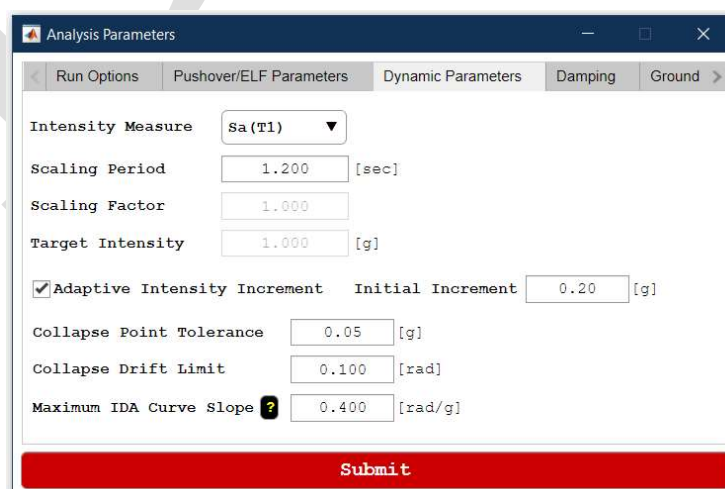 Analysis Parameters
Run Options Pushover/ELF Parameters Dynamic Parameters Damping Ground
Intensity Measure Sa(T1)
Scaling Period 1.200 [sec]
Scaling Factor 1.000
Target Intensity 1.000 [g]
Adaptive Intensity Increment Initial Increment 0.20 [g]
Collapse Point Tolerance 0.05 [g]
Collapse Drift Limit 0.100 [rad]
Maximum IDA Curve Slope ? 0.400 [rad/g]
Submit